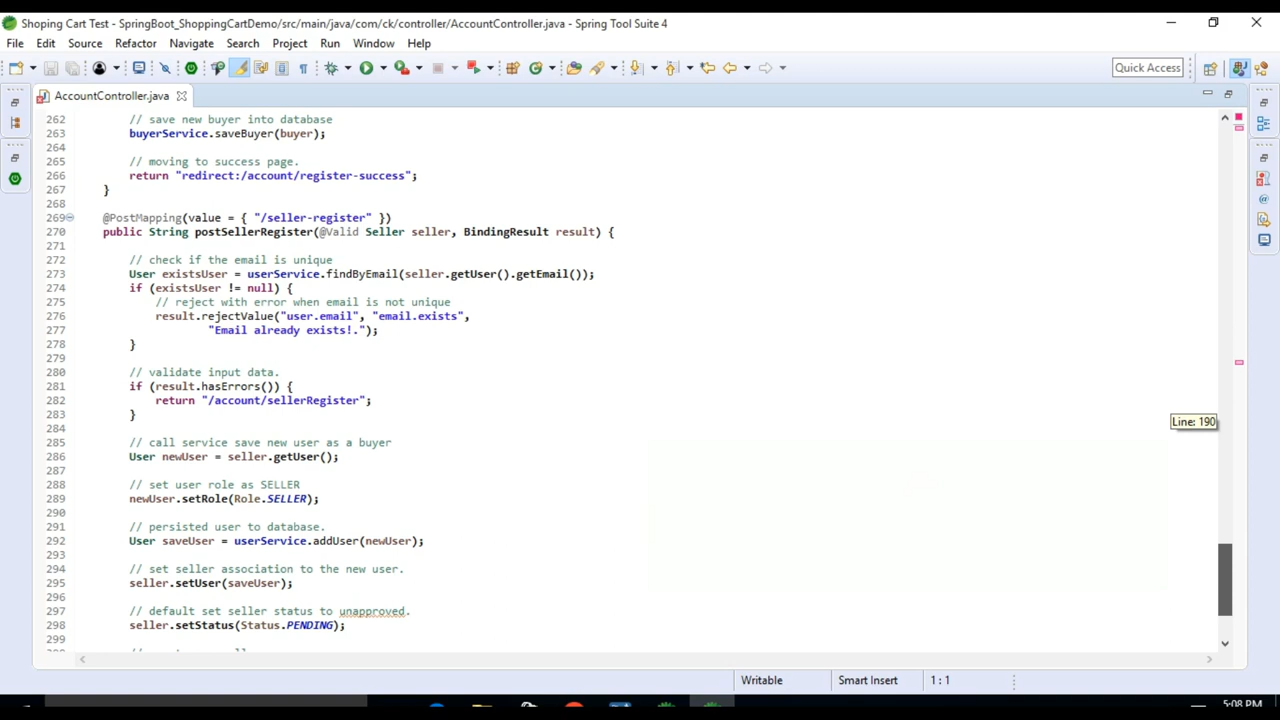 Shoping Cart Test - SpringBoot_ShoppingCartDemo/src/main/java/com/ck/controller/AccountController.java - Spring Tool Suite 4
File Edit Source Refactor Navigate Search Project Run Window Help
Quick Access
AccountController.java
262 // save new buyer into database
263 buyerService.saveBuyer(buyer);
264
265 // moving to success page.
266 return "redirect:/account/register-success";
267 }
268
269 @PostMapping(value = { "/seller-register" })
270 public String postSellerRegister(@Valid Seller seller, BindingResult result) {
271
272 // check if the email is unique
273 User existsUser = userService.findByEmail(seller.getUser().getEmail());
274 if (existsUser != null) {
275 // reject with error when email is not unique
276 result.rejectValue("user.email", "email.exists",
277 "Email already exists!.");
278 }
279
280 // validate input data.
281 if (result.hasErrors()) {
282 return "/account/sellerRegister";
283 }
284
285 // call service save new user as a buyer
286 User newUser = seller.getUser();
287
288 // set user role as SELLER
289 newUser.setRole(Role.SELLER);
290
291 // persisted user to database.
292 User saveUser = userService.addUser(newUser);
293
294 // set seller association to the new user.
295 seller.setUser(saveUser);
296
297 // default set seller status to unapproved.
298 seller.setStatus(Status.PENDING);
299
Line: 190
Writable Smart Insert 1 : 1
5:08 PM